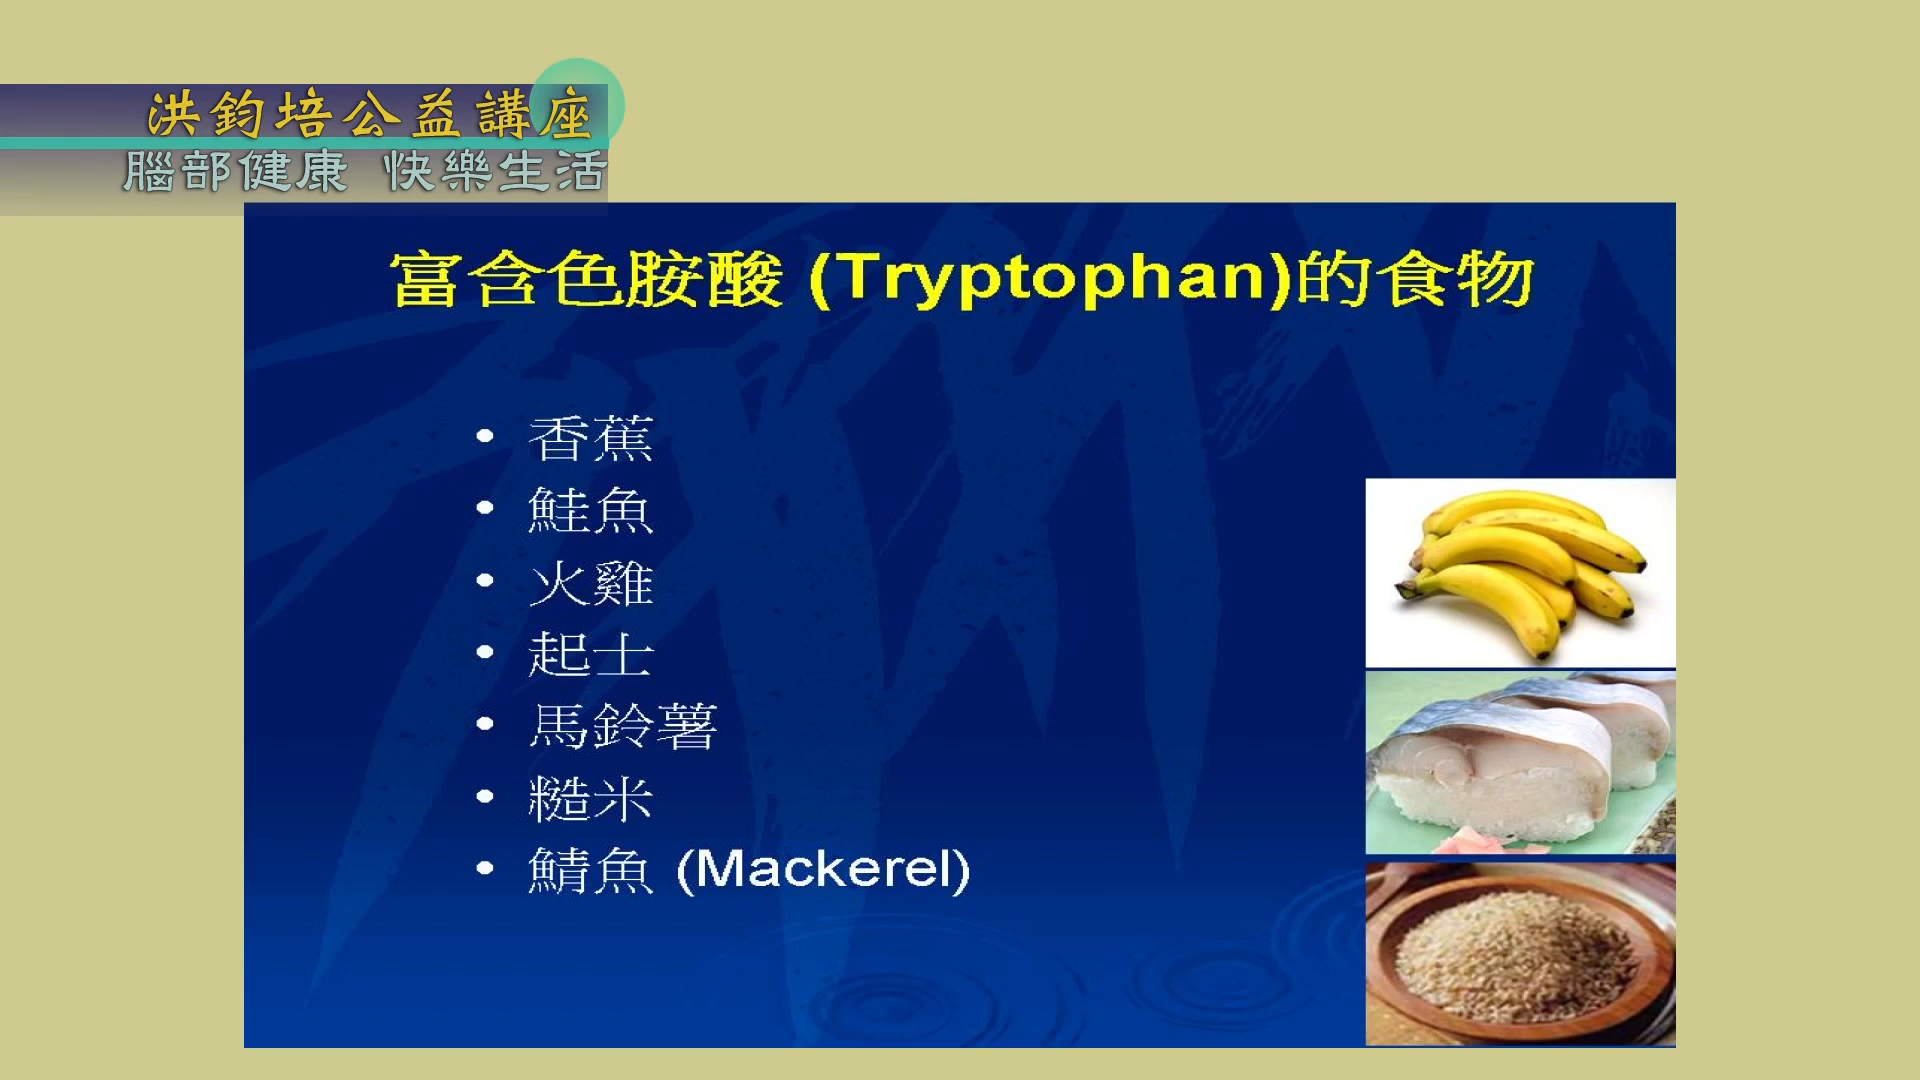 洪鈞培公益講座
腦部健康 快樂生活
富含色胺酸 (Tryptophan)的食物
• 香蕉
• 鮭魚
• 火雞
• 起士
• 馬鈴薯
• 糙米
• 鯖魚 (Mackerel)